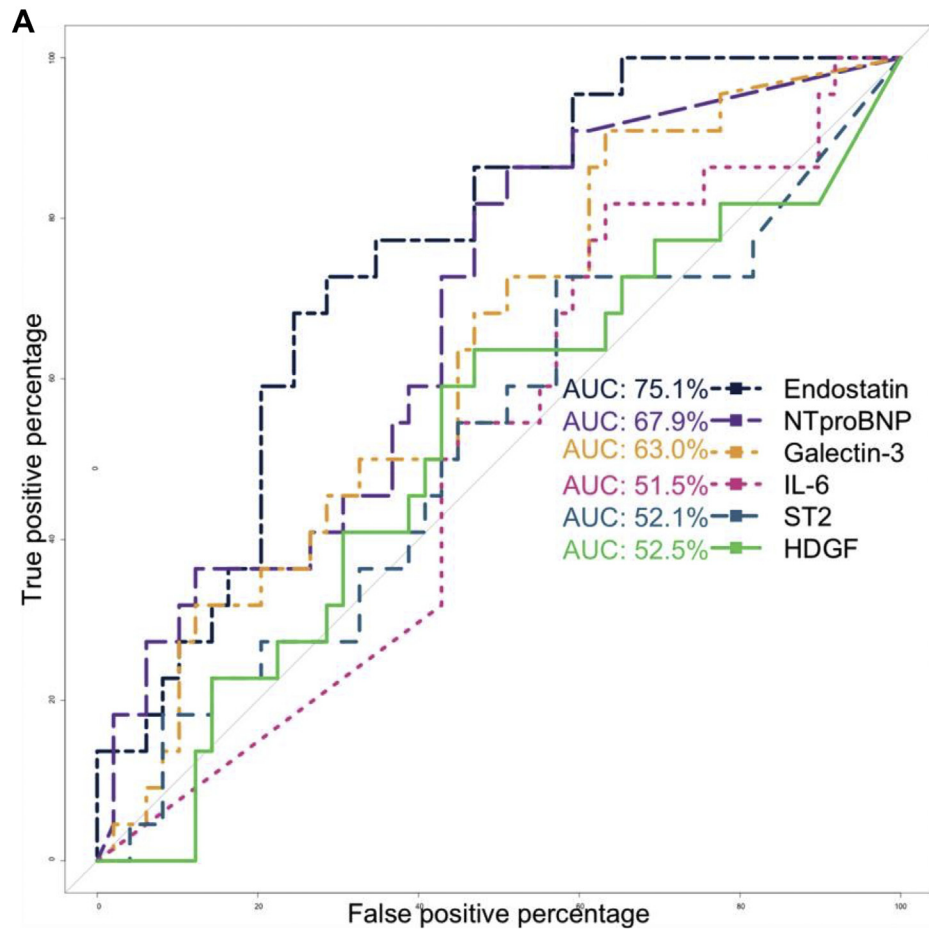 A
True positive percentage
100
80
60
40
20
0
0
AUC: 75.1% Endostatin
AUC: 67.9% NTproBNP
AUC: 63.0% Galectin-3
AUC: 51.5% IL-6
AUC: 52.1% ST2
AUC: 52.5% HDGF
0 20 40 60 80 100
False positive percentage